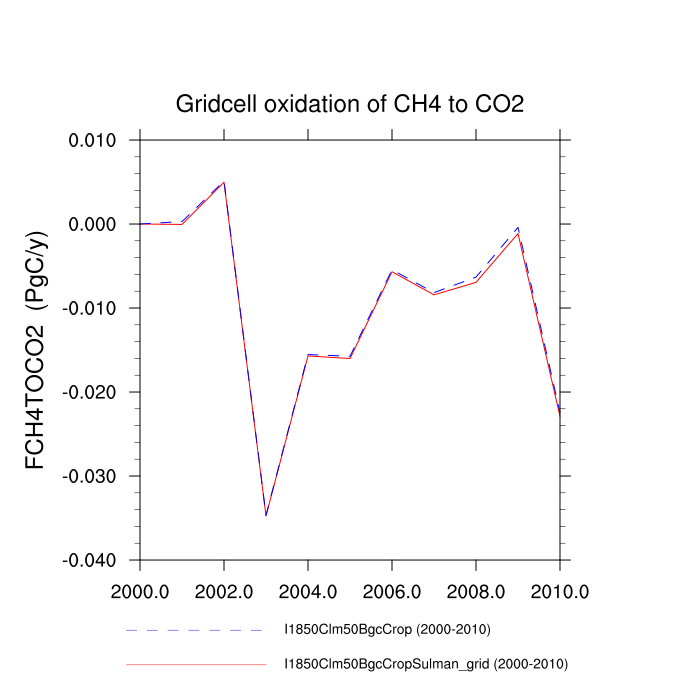 Gridcell oxidation of CH4 to CO2
FCH4TOCO2 (PgC/y)
0.010
0.000
-0.010
-0.020
-0.030
-0.040
2000.0 2002.0 2004.0 2006.0 2008.0 2010.0
I1850Clm50BgcCrop (2000-2010)
I1850Clm50BgcCropSulman_grid (2000-2010)